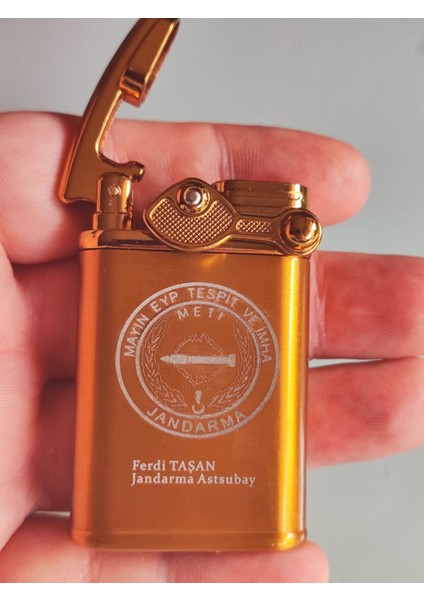 MAYIN EYP TESPİT VE İMHA
METİ
JANDARMA
Ferdi TAŞAN
Jandarma Astsubay